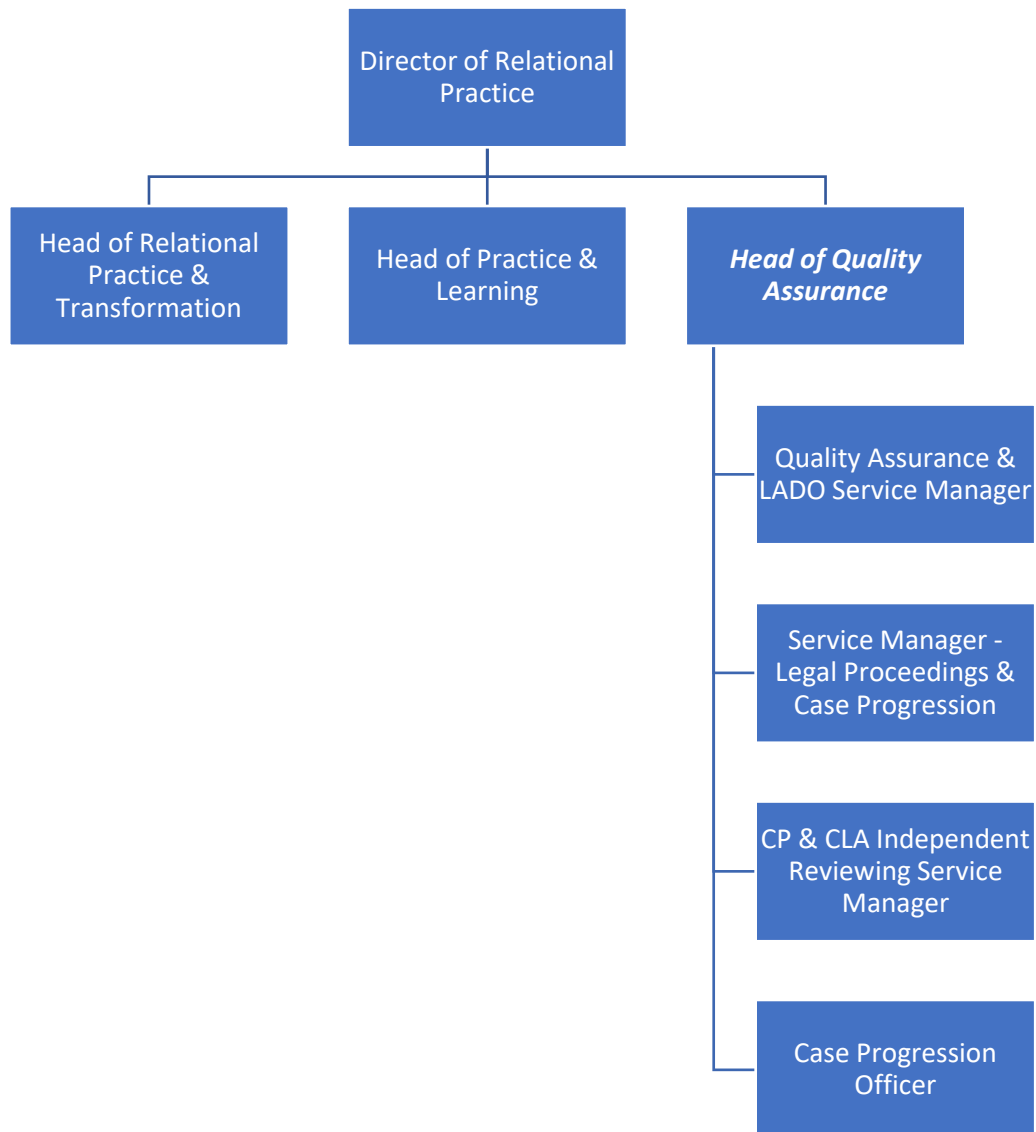 Director of Relational
Practice
Head of Relational
Practice &
Transformation
Head of Practice &
Learning
Head of Quality
Assurance
Quality Assurance &
LADO Service Manager
Service Manager -
Legal Proceedings &
Case Progression
CP & CLA Independent
Reviewing Service
Manager
Case Progression
Officer